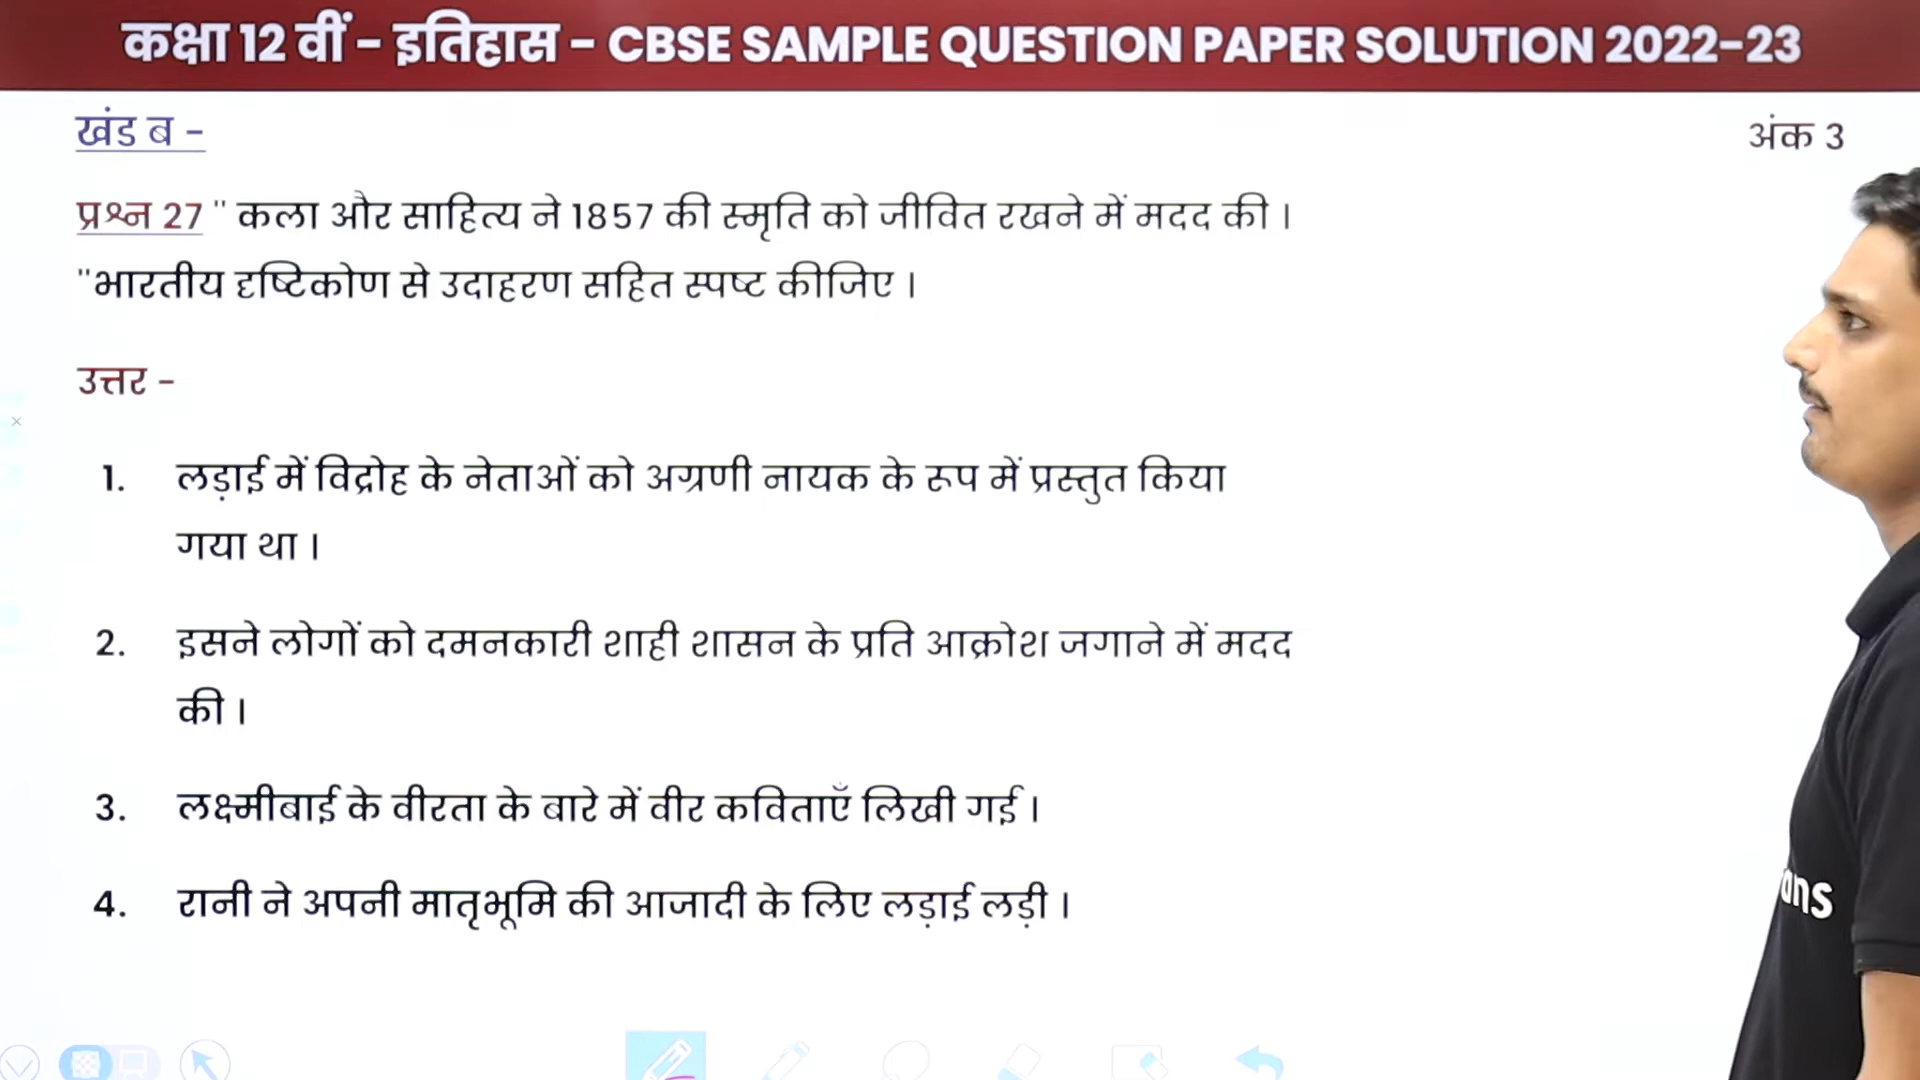 कक्षा 12 वीं - इतिहास - CBSE SAMPLE QUESTION PAPER SOLUTION 2022-23
खंड ब -
अंक 3
प्रश्न 27 " कला और साहित्य ने 1857 की स्मृति को जीवित रखने में मदद की ।
"भारतीय दृष्टिकोण से उदाहरण सहित स्पष्ट कीजिए ।
उत्तर -
1. लड़ाई में विद्रोह के नेताओं को अग्रणी नायक के रूप में प्रस्तुत किया
गया था ।
2. इसने लोगों को दमनकारी शाही शासन के प्रति आक्रोश जगाने में मदद
की ।
3. लक्ष्मीबाई के वीरता के बारे में वीर कविताएँ लिखी गई ।
4. रानी ने अपनी मातृभूमि की आजादी के लिए लड़ाई लड़ी ।